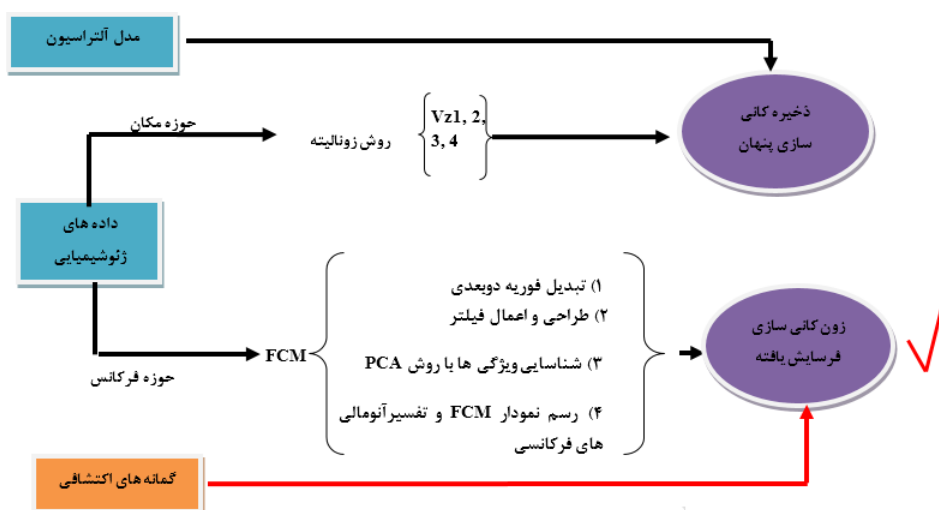 مدل آلتراسیون
ذخیره کانی
سازی پنهان
حوزه مکان
روش زونالیته
Vz1, 2,
3, 4
داده های
ژئوشیمیایی
حوزه فرکانس
FCM
۱) تبدیل فوریه دوبعدی
۲) طراحی و اعمال فیلتر
۳) شناسایی ویژگی ها با روش PCA
۴) رسم نمودار FCM و تفسیرآنومالی
های فرکانسی
زون کانی سازی
فرسایش یافته
گمانه های اکتشافی